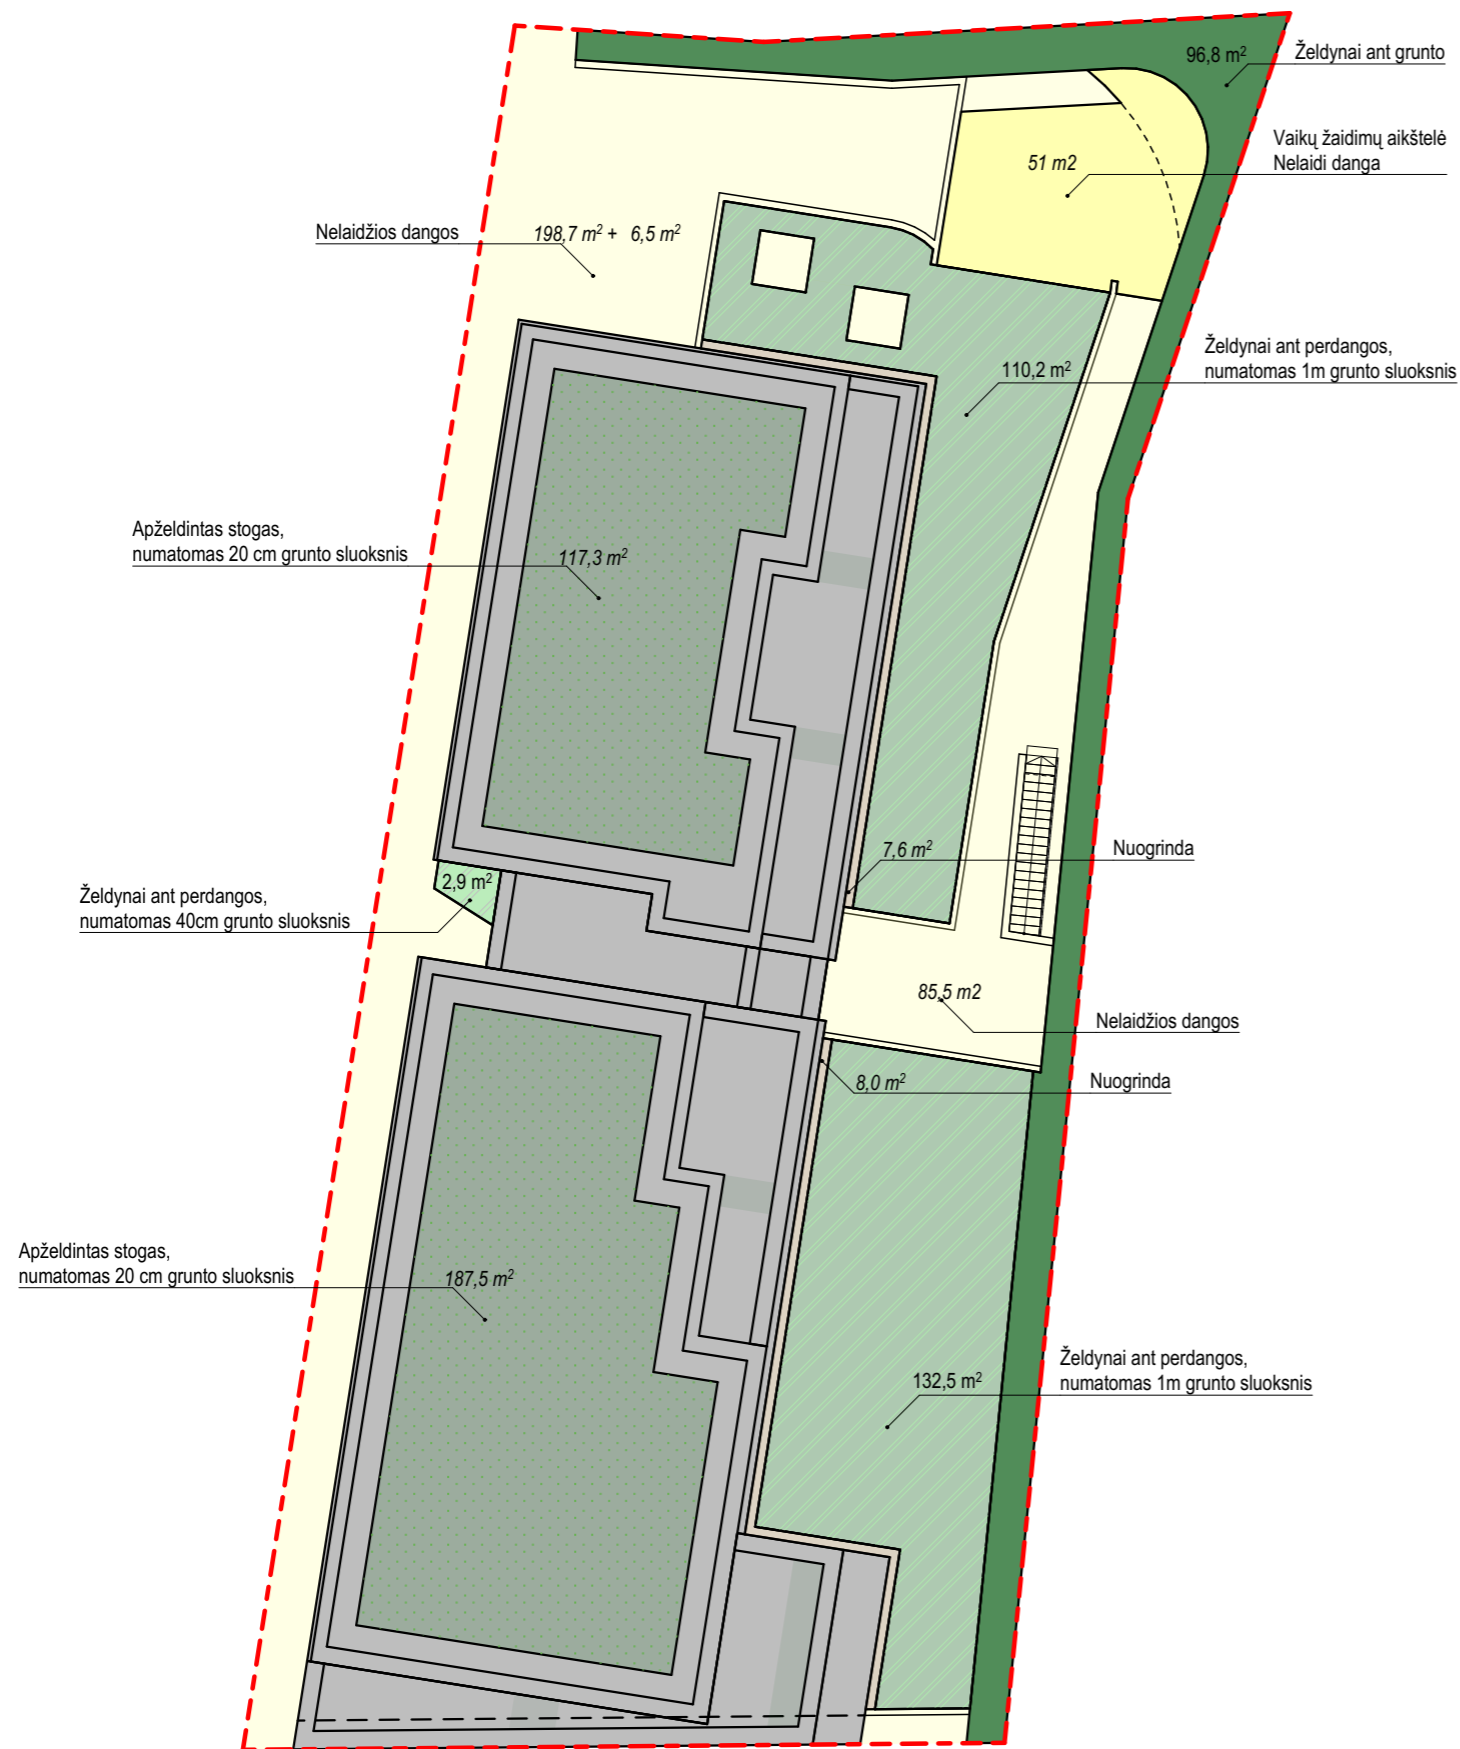 96,8 m²
Želdynai ant grunto
51 m2
Vaikų žaidimų aikštelė
Nelaidi danga
Nelaidžios dangos
198,7 m² + 6,5 m²
110,2 m²
Želdynai ant perdangos,
numatomas 1m grunto sluoksnis
Apželdintas stogas,
numatomas 20 cm grunto sluoksnis
117,3 m²
7,6 m²
Nuogrinda
Želdynai ant perdangos,
numatomas 40cm grunto sluoksnis
2,9 m²
85,5 m2
Nelaidžios dangos
8,0 m²
Nuogrinda
Apželdintas stogas,
numatomas 20 cm grunto sluoksnis
187,5 m²
132,5 m²
Želdynai ant perdangos,
numatomas 1m grunto sluoksnis